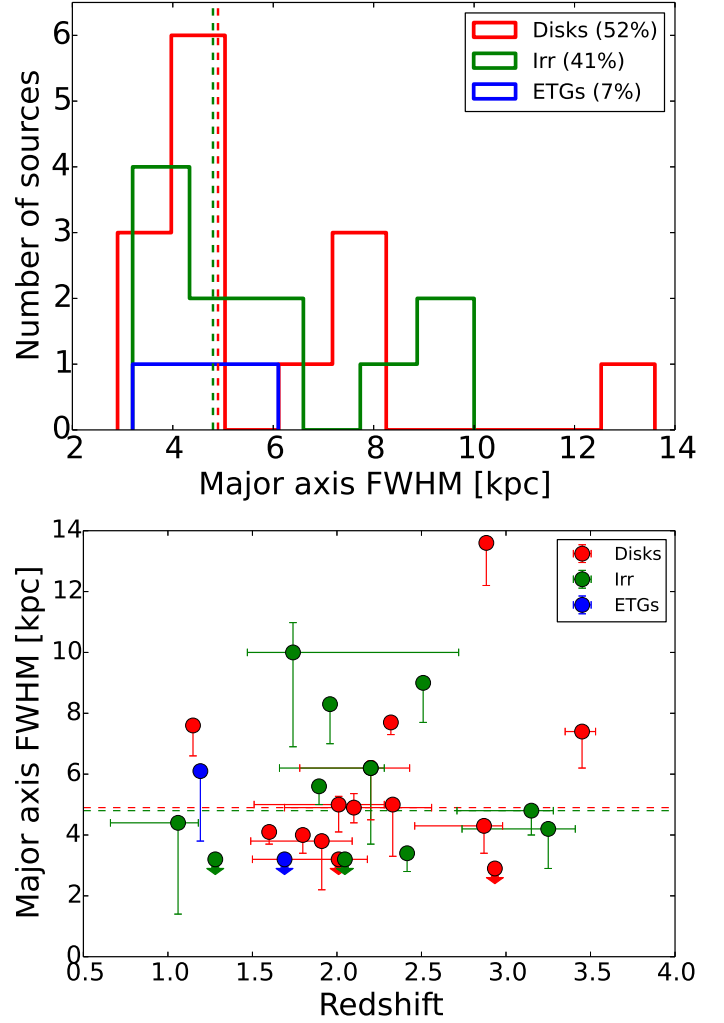 6
5
4
3
2
1
0
Number of sources
Disks (52%)
Irr (41%)
ETGs (7%)
2 4 6 8 10 12 14
Major axis FWHM [kpc]
14
12
10
8
6
4
2
0
Major axis FWHM [kpc]
Disks
Irr
ETGs
0.5 1.0 1.5 2.0 2.5 3.0 3.5 4.0
Redshift